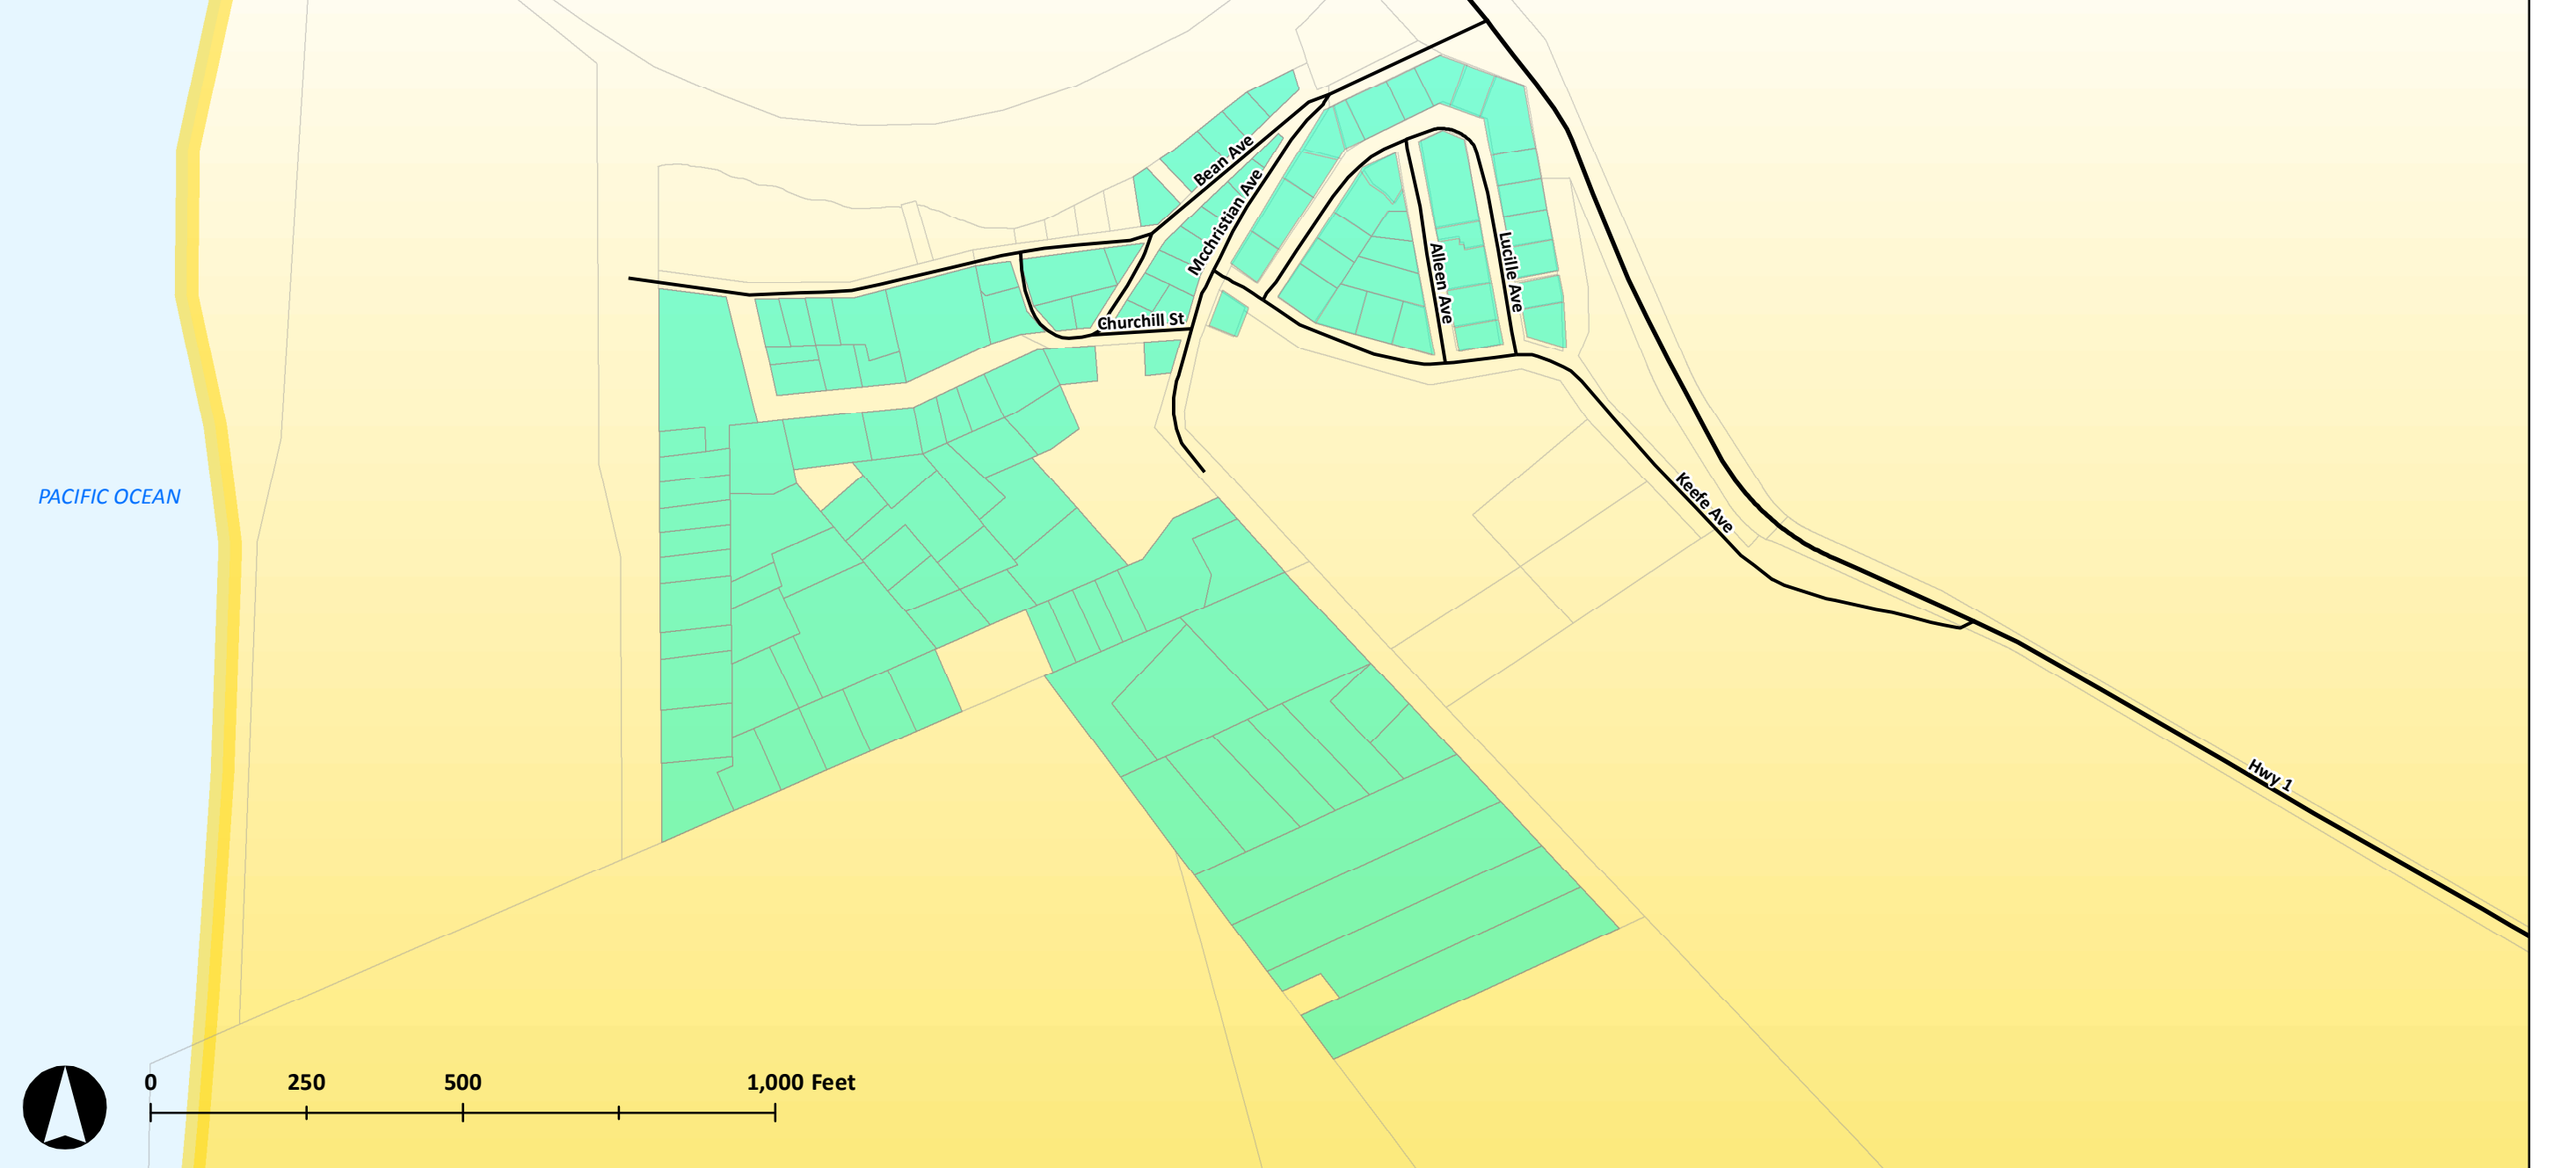 Bean Ave
Mcchristian Ave
Alleen Ave
Lucille Ave
Churchill St
PACIFIC OCEAN
Keefe Ave
Hwy 1
0 250 500 1,000 Feet